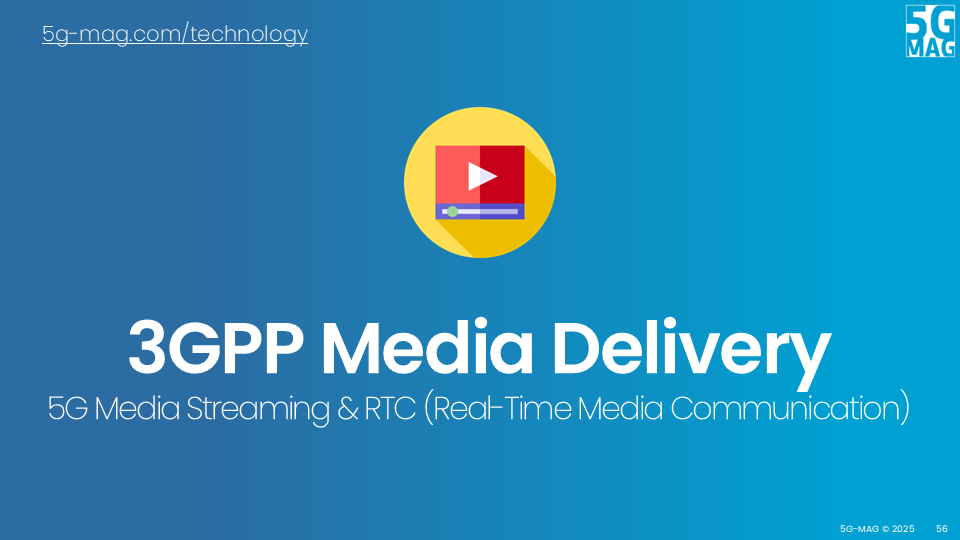 5g-mag.com/technology
5G
MAG
3GPP Media Delivery
5G Media Streaming & RTC (Real-Time Media Communication)
5G-MAG © 2025
56